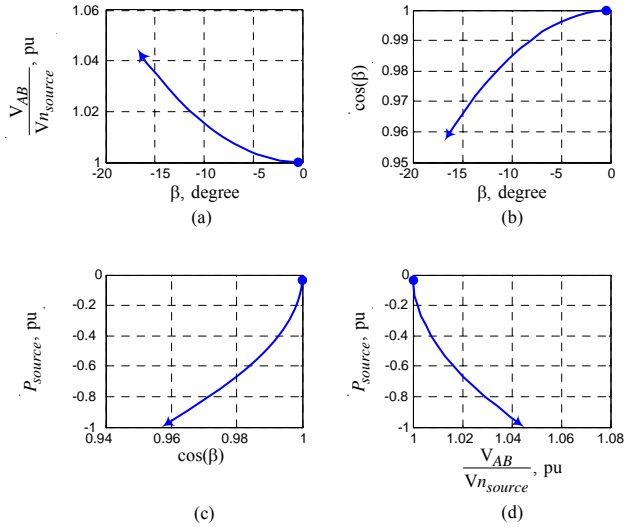 V_AB / Vn_source, pu
1.06
1.04
1.02
1
-20 -15 -10 -5 0
β, degree
(a)
cos(β)
1
0.99
0.98
0.97
0.96
0.95
-20 -15 -10 -5 0
β, degree
(b)
P_source, pu
0
-0.2
-0.4
-0.6
-0.8
-1
0.94 0.96 0.98 1
cos(β)
(c)
P_source, pu
0
-0.2
-0.4
-0.6
-0.8
-1
1 1.02 1.04 1.06 1.08
V_AB / Vn_source, pu
(d)